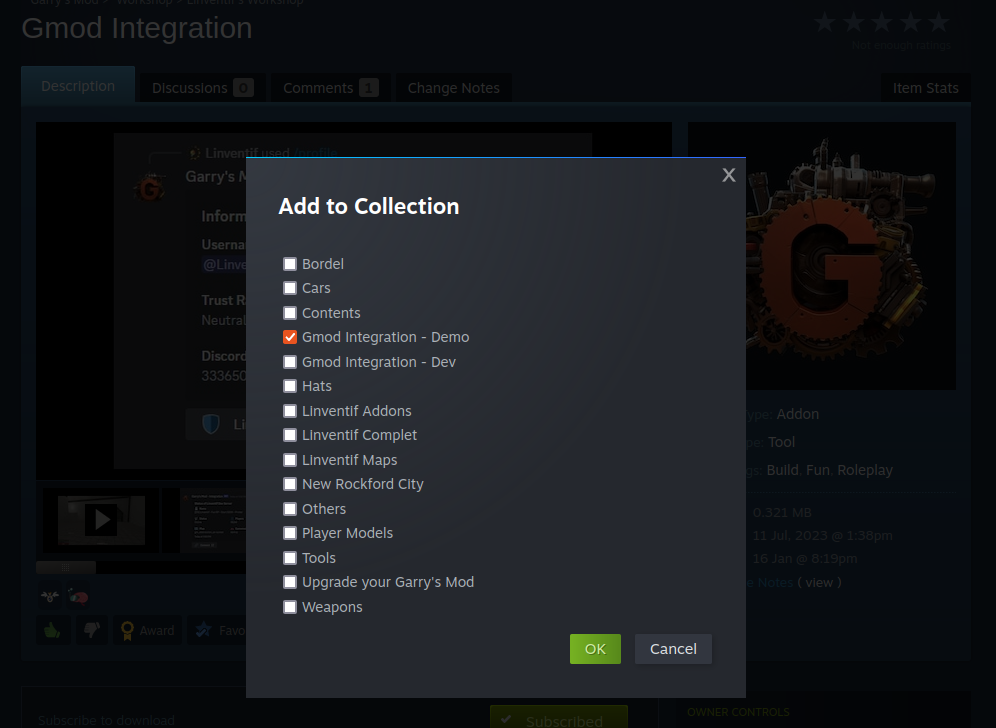 Garry's Mod > Workshop > Linventif's Workshop
Gmod Integration
Not enough ratings
Description
Discussions 0
Comments 1
Change Notes
Item Stats
Linventif used /profile
Garry's M
Inform
Userna
@Linve
Trust R
Neutral
Discord
333650
Li
Add to Collection
X
Bordel
Cars
Contents
Gmod Integration - Demo
Gmod Integration - Dev
Hats
Linventif Addons
Linventif Complet
Linventif Maps
New Rockford City
Others
Player Models
Tools
Upgrade your Garry's Mod
Weapons
OK
Cancel
ype: Addon
pe: Tool
gs: Build, Fun, Roleplay
0.321 MB
11 Jul, 2023 @ 1:38pm
16 Jan @ 8:19pm
e Notes ( view )
Award
Favo
Subscribe to download
Subscribed
OWNER CONTROLS